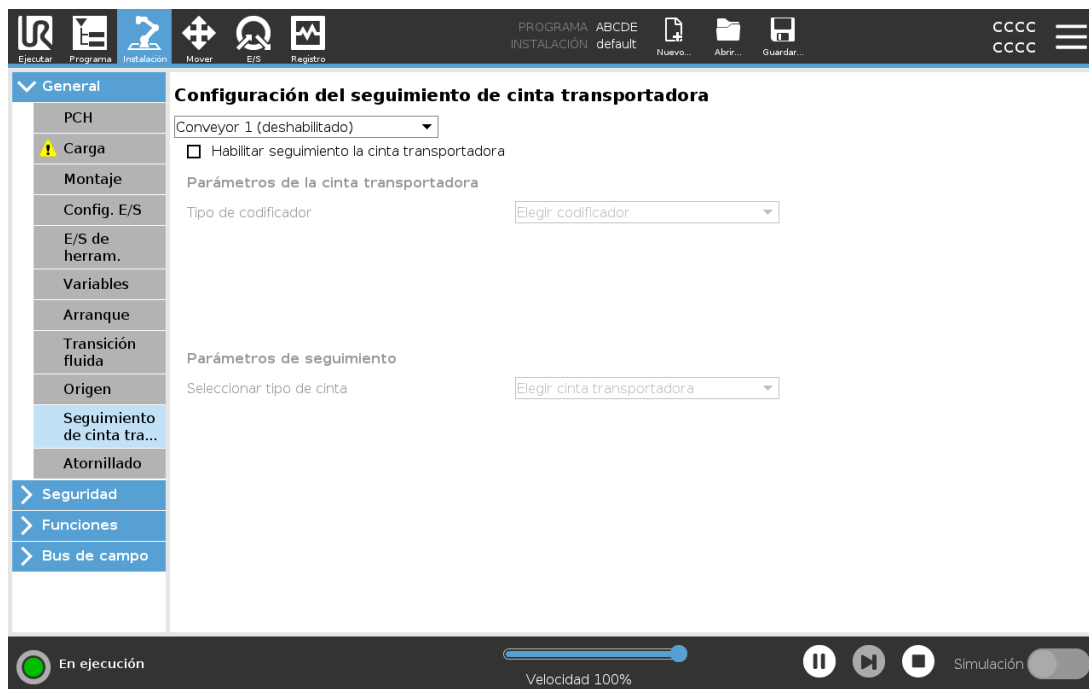 UR
Ejecutar
Programa
Instalación
Mover
E/S
Registro
PROGRAMA ABCDE
INSTALACIÓN default
Nuevo...
Abrir...
Guardar...
CCCC
CCCC
General
PCH
Carga
Montaje
Config. E/S
E/S de
herram.
Variables
Arranque
Transición
fluida
Origen
Seguimiento
de cinta tra...
Atornillado
Seguridad
Funciones
Bus de campo
Configuración del seguimiento de cinta transportadora
Conveyor 1 (deshabilitado)
Habilitar seguimiento la cinta transportadora
Parámetros de la cinta transportadora
Tipo de codificador
Elegir codificador
Parámetros de seguimiento
Seleccionar tipo de cinta
Elegir cinta transportadora
En ejecución
Velocidad 100%
Simulación